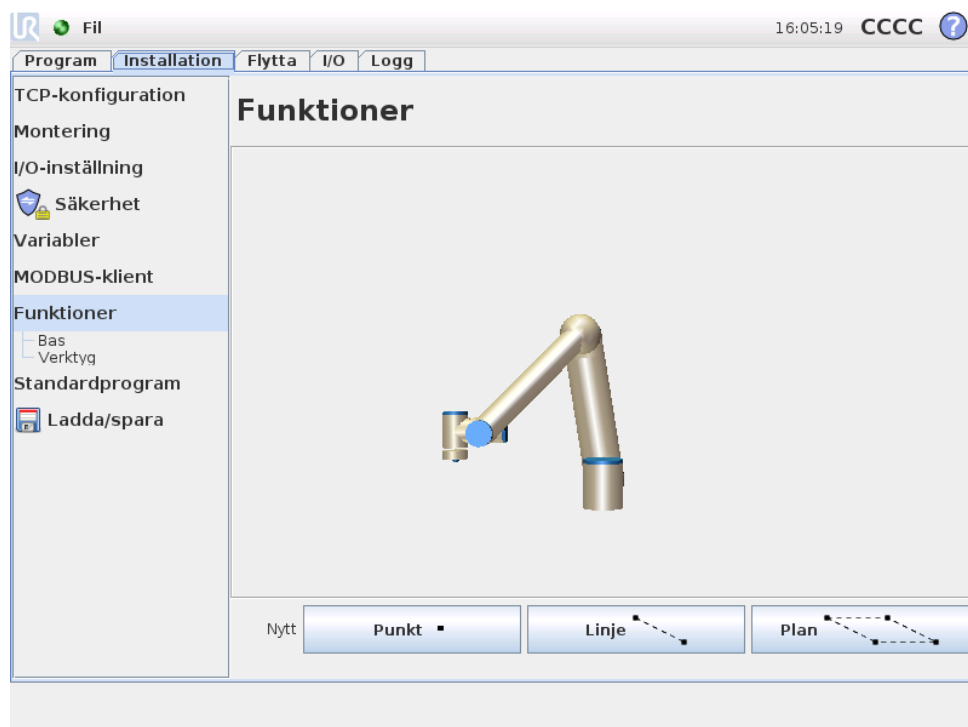 UR Fil 16:05:19 CCCC ?
Program Installation Flytta I/O Logg
TCP-konfiguration
Montering
I/O-inställning
Säkerhet
Variabler
MODBUS-klient
Funktioner
Bas
Verktyg
Standardprogram
Ladda/spara
Funktioner
Nytt Punkt Linje Plan